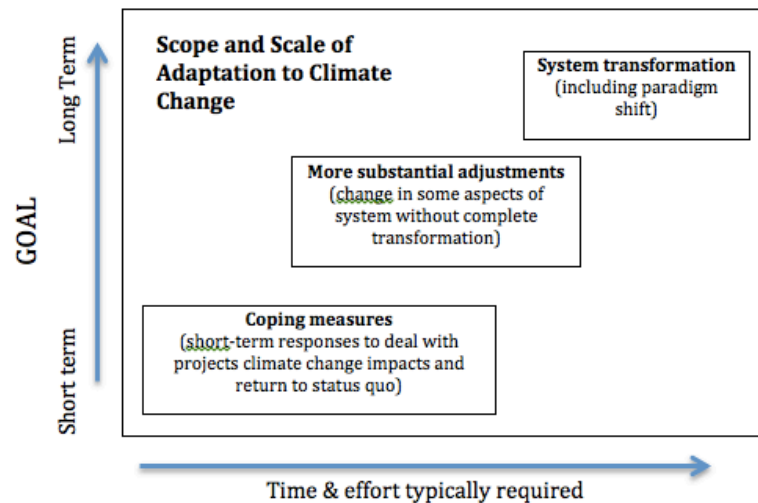 Scope and Scale of
Adaptation to Climate
Change
System transformation
(including paradigm
shift)
More substantial adjustments
(change in some aspects of
system without complete
transformation)
Coping measures
(short-term responses to deal with
projects climate change impacts and
return to status quo)
Long Term
GOAL
Short term
Time & effort typically required